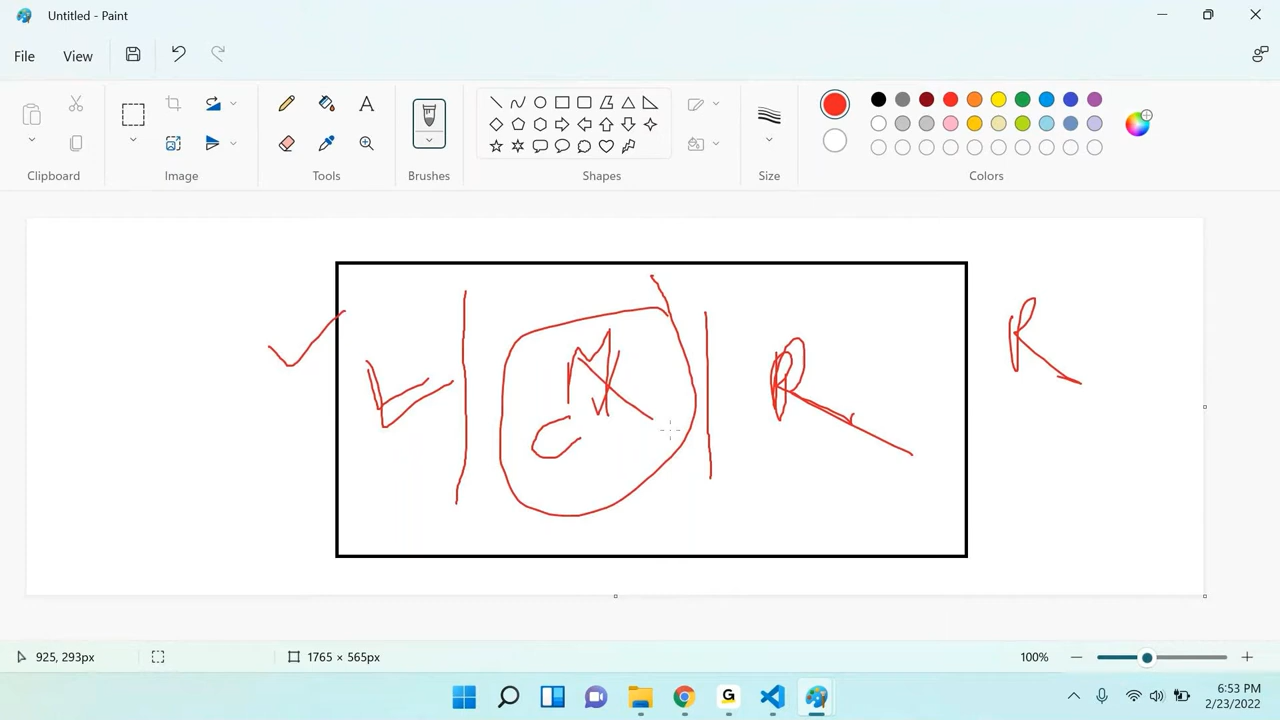 Untitled - Paint
File
View
Clipboard
Image
Tools
Brushes
Shapes
Size
Colors
L
M
C
R
R
925, 293px
1765 × 565px
100%
6:53 PM
2/23/2022